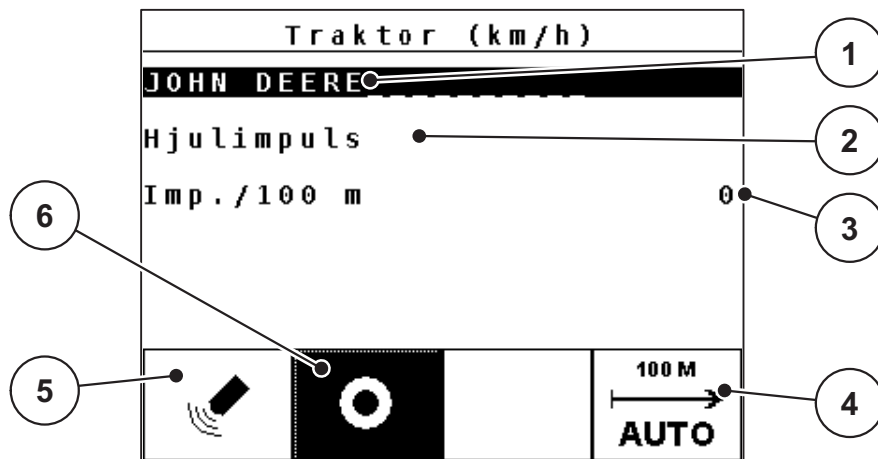 Traktor (km/h)
1
JOHN DEERE
2
Hjulimpuls
Imp./100 m 0
3
6
5
100 M
AUTO
4